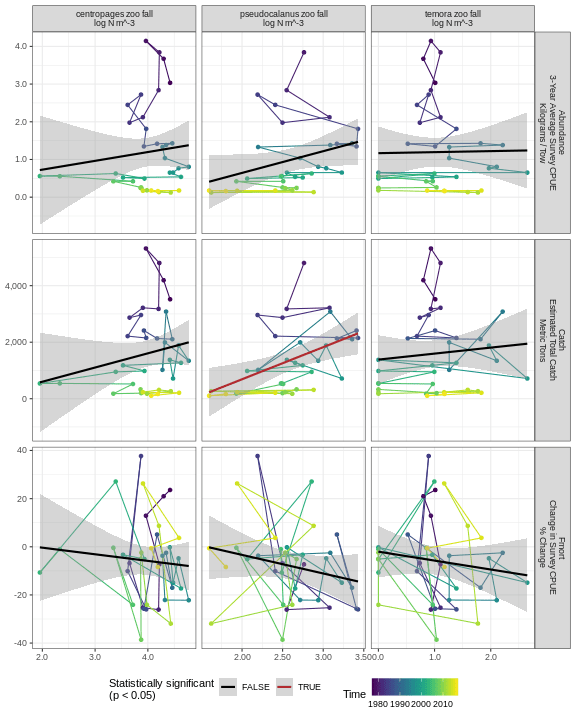 centropages zoo fall
log N m^-3
pseudocalanus zoo fall
log N m^-3
temora zoo fall
log N m^-3
4.0
3.0
2.0
1.0
0.0
Abundance
3-Year Average Survey CPUE
Kilograms / Tow
4,000
2,000
0
Catch
Estimated Total Catch
Metric Tons
40
20
0
-20
-40
Fmort
Change in Survey CPUE
% Change
2.0 3.0 4.0
2.00 2.50 3.00 3.50
0.0 1.0 2.0
Statistically significant
(p < 0.05)
FALSE TRUE
Time
1980 1990 2000 2010